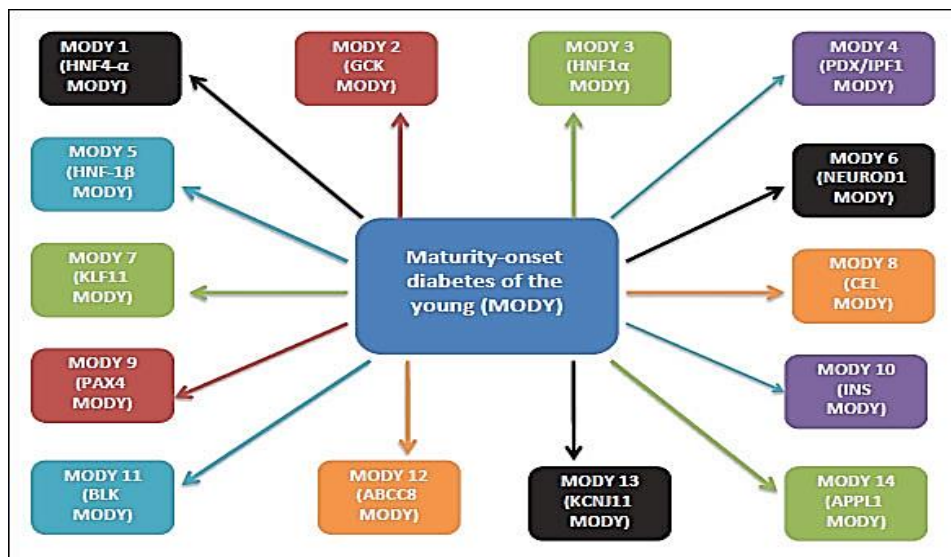 MODY 1
(HNF4-α
MODY)
MODY 2
(GCK
MODY)
MODY 3
(HNF1α
MODY)
MODY 4
(PDX/IPF1
MODY)
MODY 5
(HNF-1β
MODY)
MODY 6
(NEUROD1
MODY)
Maturity-onset
diabetes of the
young (MODY)
MODY 7
(KLF11
MODY)
MODY 8
(CEL
MODY)
MODY 9
(PAX4
MODY)
MODY 10
(INS
MODY)
MODY 11
(BLK
MODY)
MODY 12
(ABCC8
MODY)
MODY 13
(KCNJ11
MODY)
MODY 14
(APPL1
MODY)